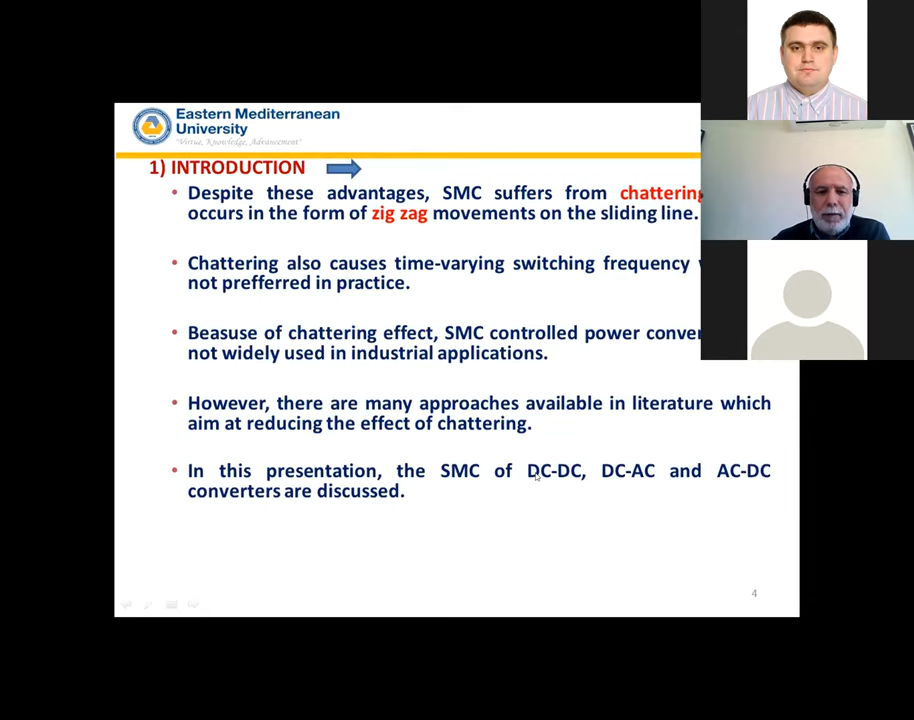 Eastern Mediterranean
University
"Virtue, Knowledge, Advancement"
1) INTRODUCTION
• Despite these advantages, SMC suffers from chattering
occurs in the form of zig zag movements on the sliding line.
• Chattering also causes time-varying switching frequency
not prefferred in practice.
• Beasuse of chattering effect, SMC controlled power conver
not widely used in industrial applications.
• However, there are many approaches available in literature which
aim at reducing the effect of chattering.
• In this presentation, the SMC of DC-DC, DC-AC and AC-DC
converters are discussed.
4